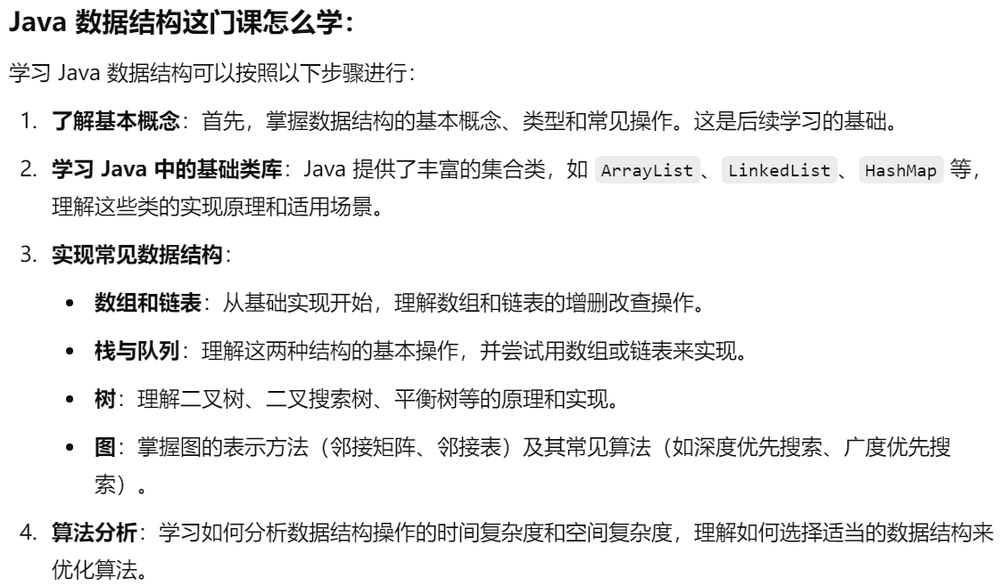 Java 数据结构这门课怎么学：
学习 Java 数据结构可以按照以下步骤进行：
1. 了解基本概念：首先，掌握数据结构的基本概念、类型和常见操作。这是后续学习的基础。
2. 学习 Java 中的基础类库：Java 提供了丰富的集合类，如 ArrayList、LinkedList、HashMap 等，
理解这些类的实现原理和适用场景。
3. 实现常见数据结构：
• 数组和链表：从基础实现开始，理解数组和链表的增删改查操作。
• 栈与队列：理解这两种结构的基本操作，并尝试用数组或链表来实现。
• 树：理解二叉树、二叉搜索树、平衡树等的原理和实现。
• 图：掌握图的表示方法（邻接矩阵、邻接表）及其常见算法（如深度优先搜索、广度优先搜
索）。
4. 算法分析：学习如何分析数据结构操作的时间复杂度和空间复杂度，理解如何选择适当的数据结构来
优化算法。